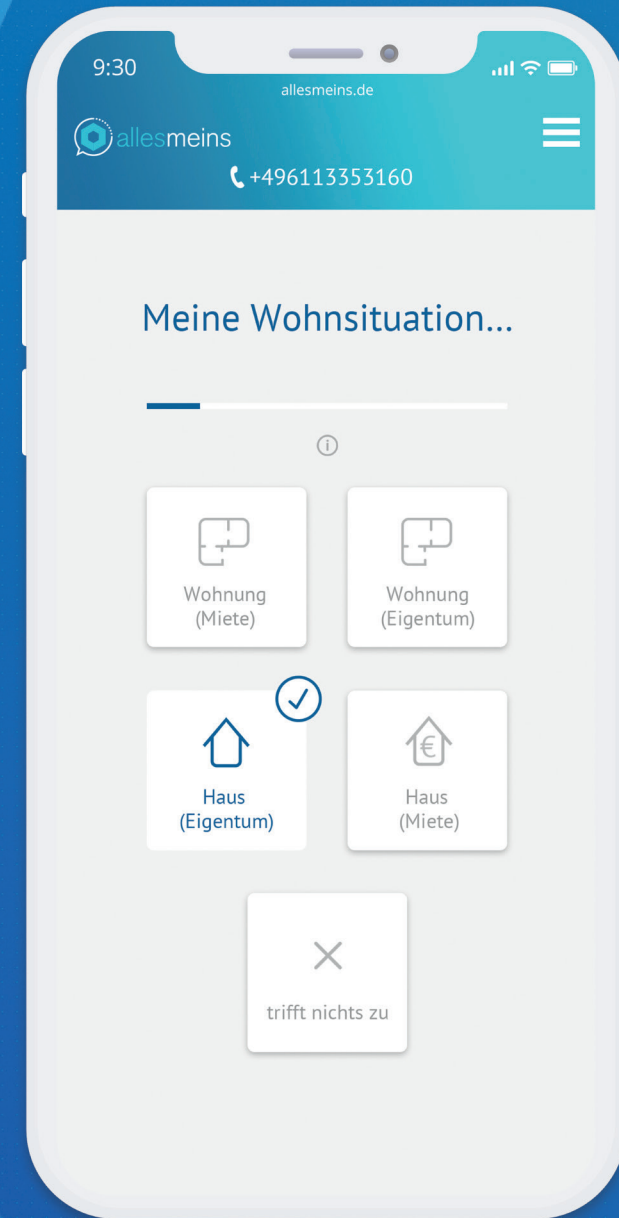 9:30
allesmeins.de
allesmeins
+496113353160
Meine Wohnsituation...
Wohnung
(Miete)
Wohnung
(Eigentum)
Haus
(Eigentum)
€
Haus
(Miete)
trifft nichts zu